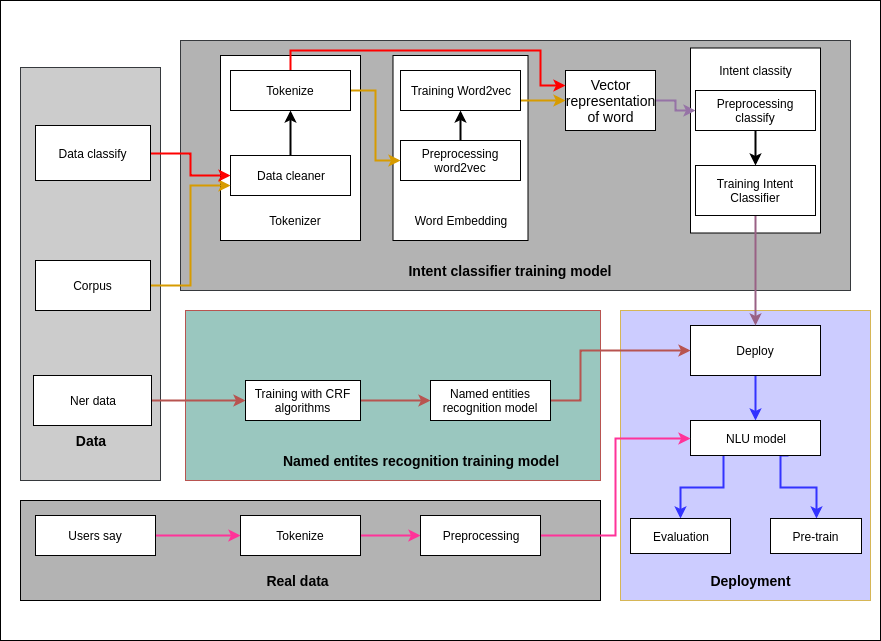 Data classify
Corpus
Ner data
Data
Tokenize
Data cleaner
Tokenizer
Training Word2vec
Preprocessing
word2vec
Word Embedding
Vector
representation
of word
Intent classity
Preprocessing
classify
Training Intent
Classifier
Intent classifier training model
Training with CRF
algorithms
Named entities
recognition model
Named entites recognition training model
Deploy
NLU model
Evaluation
Pre-train
Deployment
Users say
Tokenize
Preprocessing
Real data